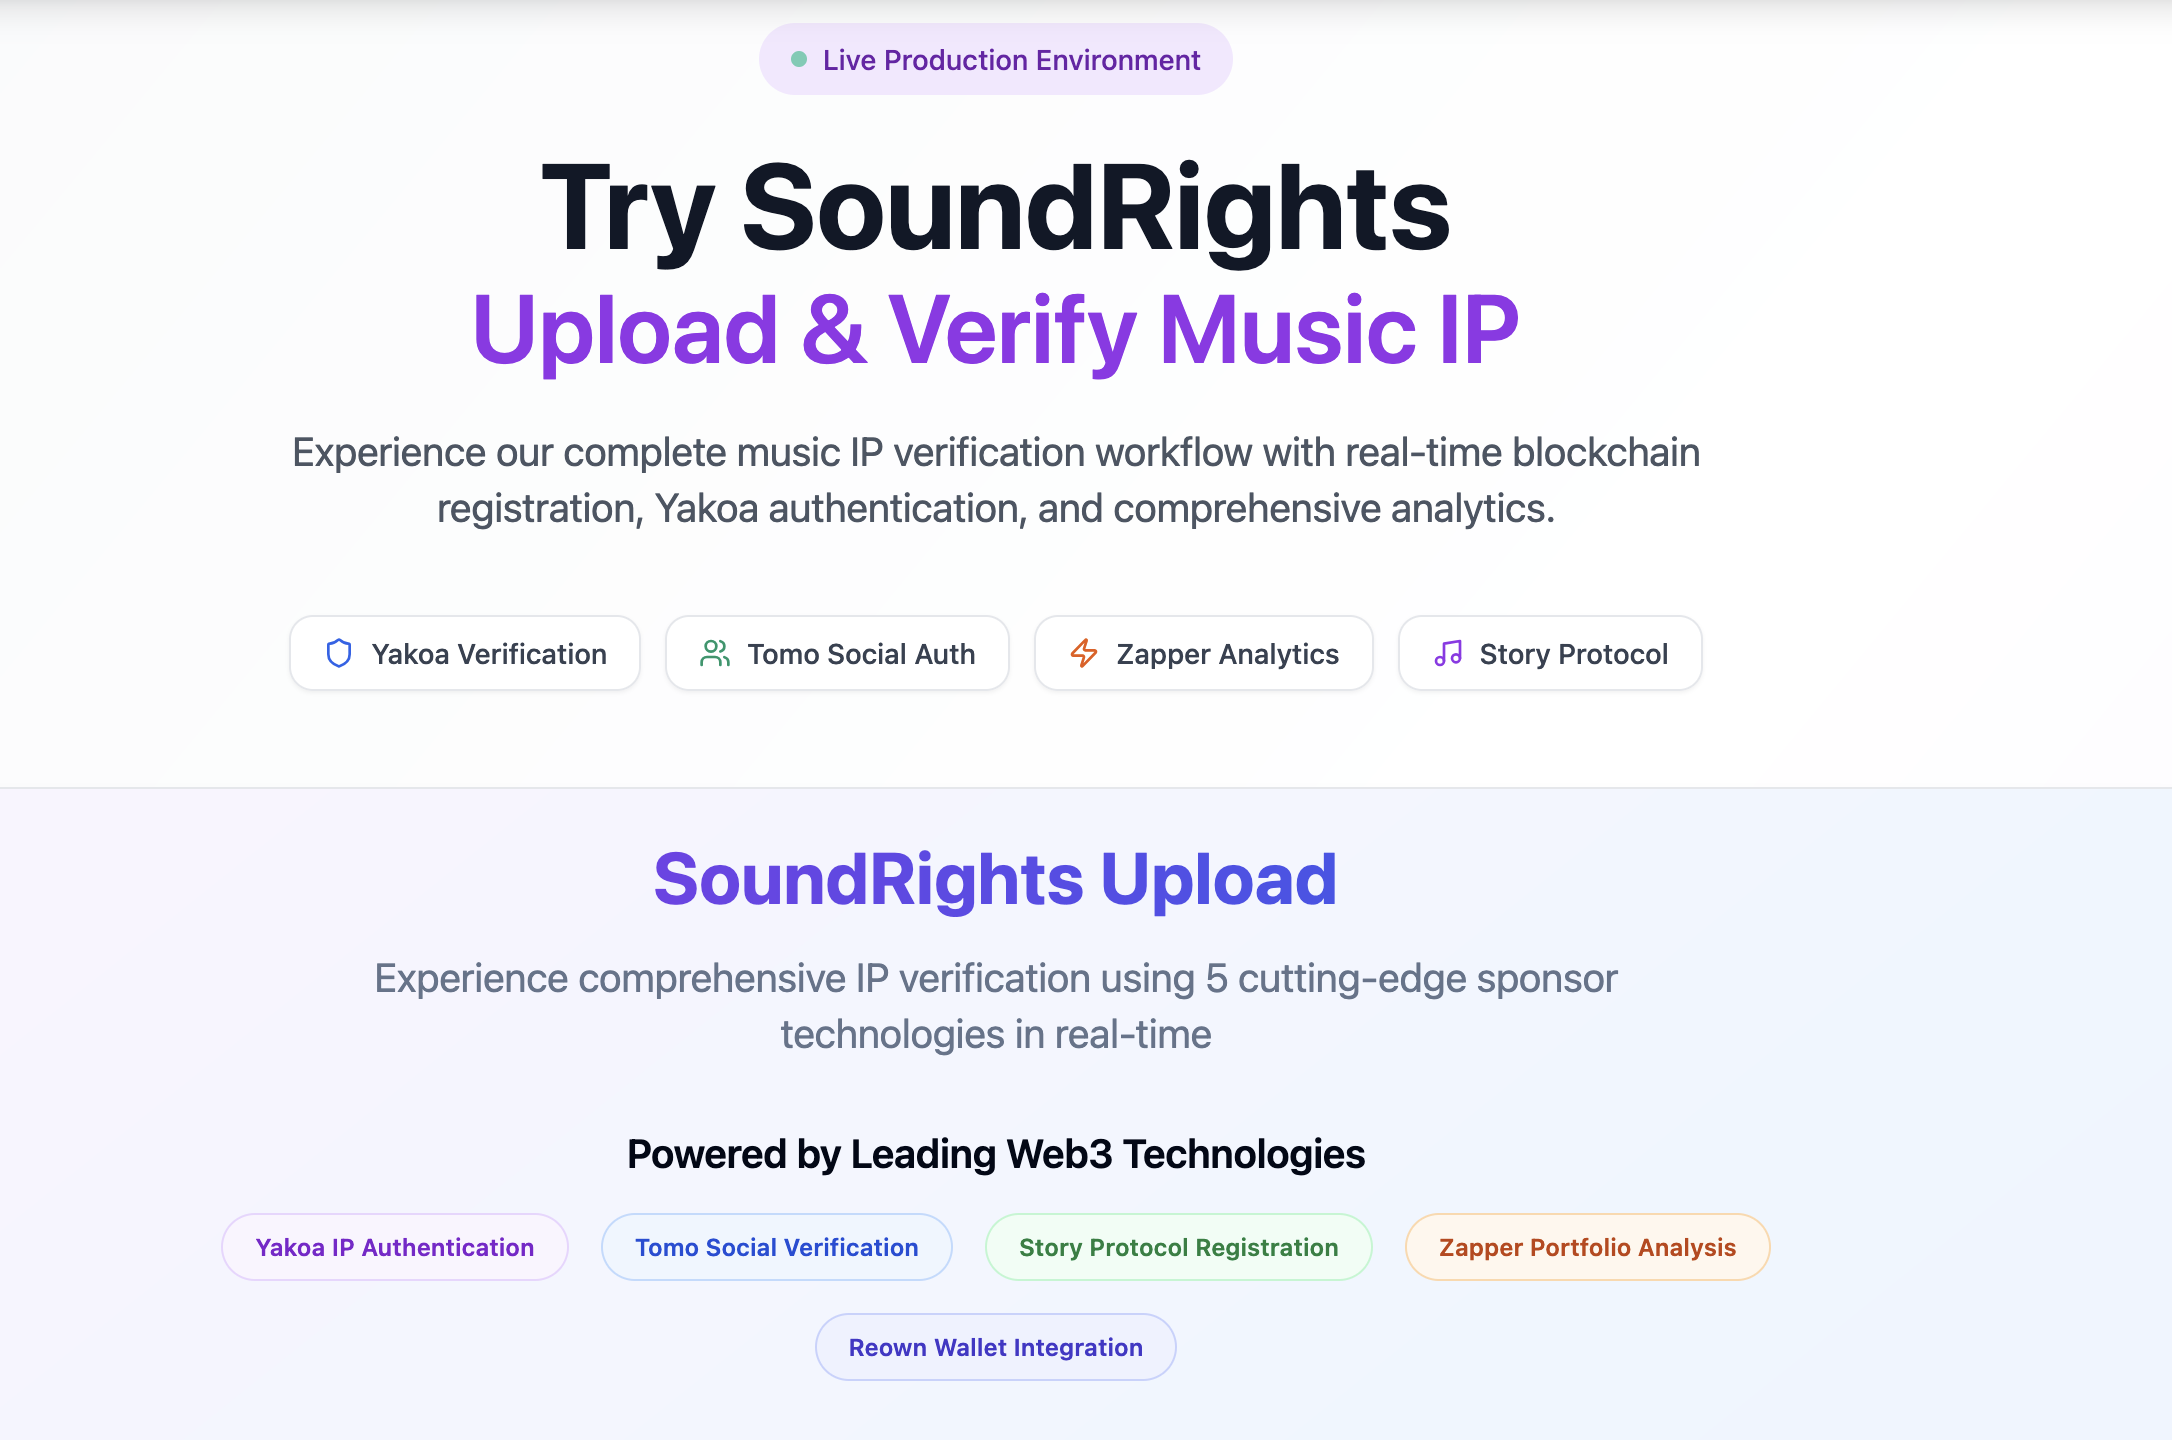 Live Production Environment
Try SoundRights
Upload & Verify Music IP
Experience our complete music IP verification workflow with real-time blockchain
registration, Yakoa authentication, and comprehensive analytics.
Yakoa Verification
Tomo Social Auth
Zapper Analytics
Story Protocol
SoundRights Upload
Experience comprehensive IP verification using 5 cutting-edge sponsor
technologies in real-time
Powered by Leading Web3 Technologies
Yakoa IP Authentication
Tomo Social Verification
Story Protocol Registration
Zapper Portfolio Analysis
Reown Wallet Integration